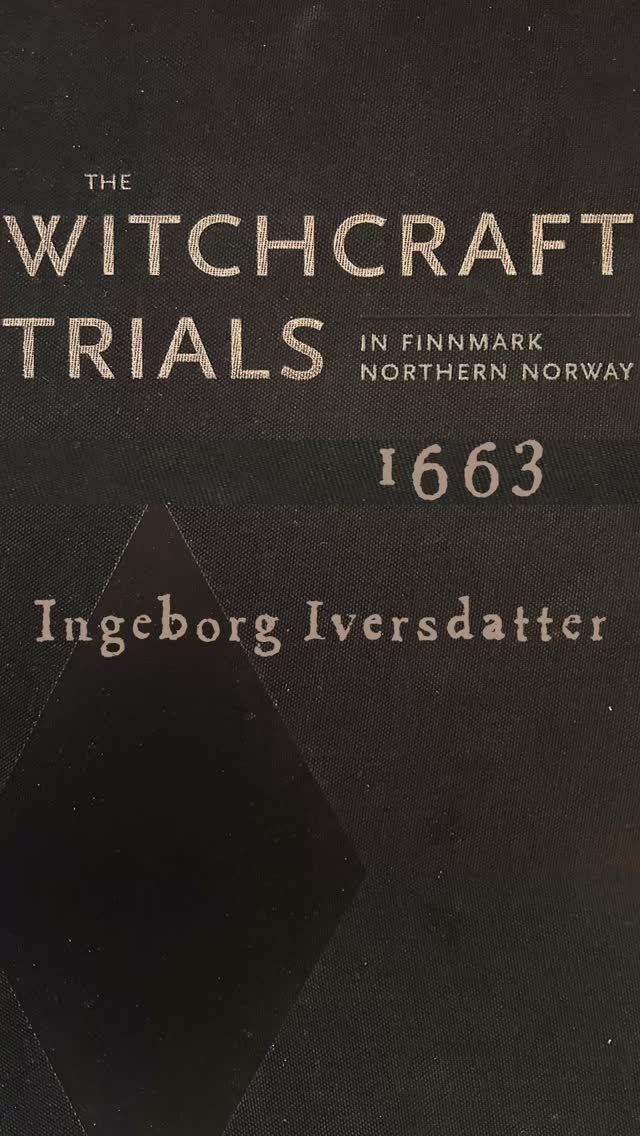 THE
WITCHCRAFT
TRIALS
IN FINNMARK
NORTHERN NORWAY
1663
Ingeborg Iversdatter